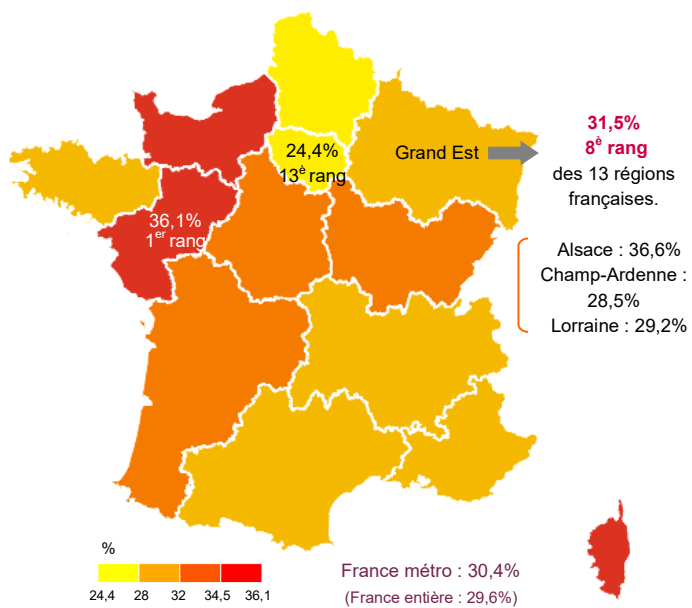 24,4%
13è rang
Grand Est
31,5%
8è rang
des 13 régions
françaises.
36,1%
1er rang
Alsace : 36,6%
Champ-Ardenne :
28,5%
Lorraine : 29,2%
%
24,4 28 32 34,5 36,1
France métro : 30,4%
(France entière : 29,6%)